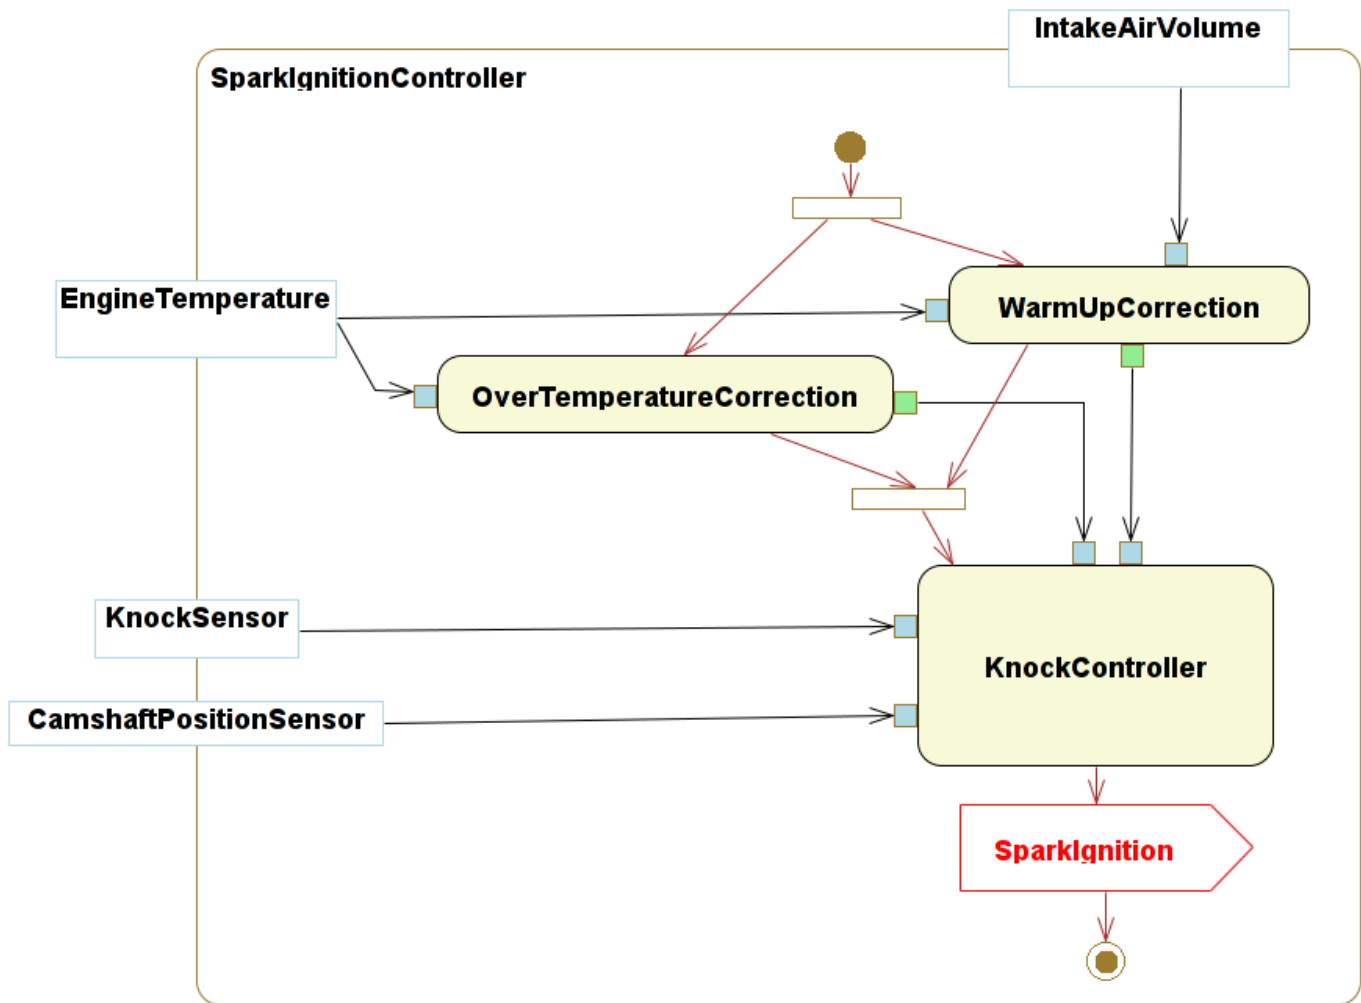 IntakeAirVolume
SparkIgnitionController
EngineTemperature
WarmUpCorrection
OverTemperatureCorrection
KnockSensor
KnockController
CamshaftPositionSensor
SparkIgnition